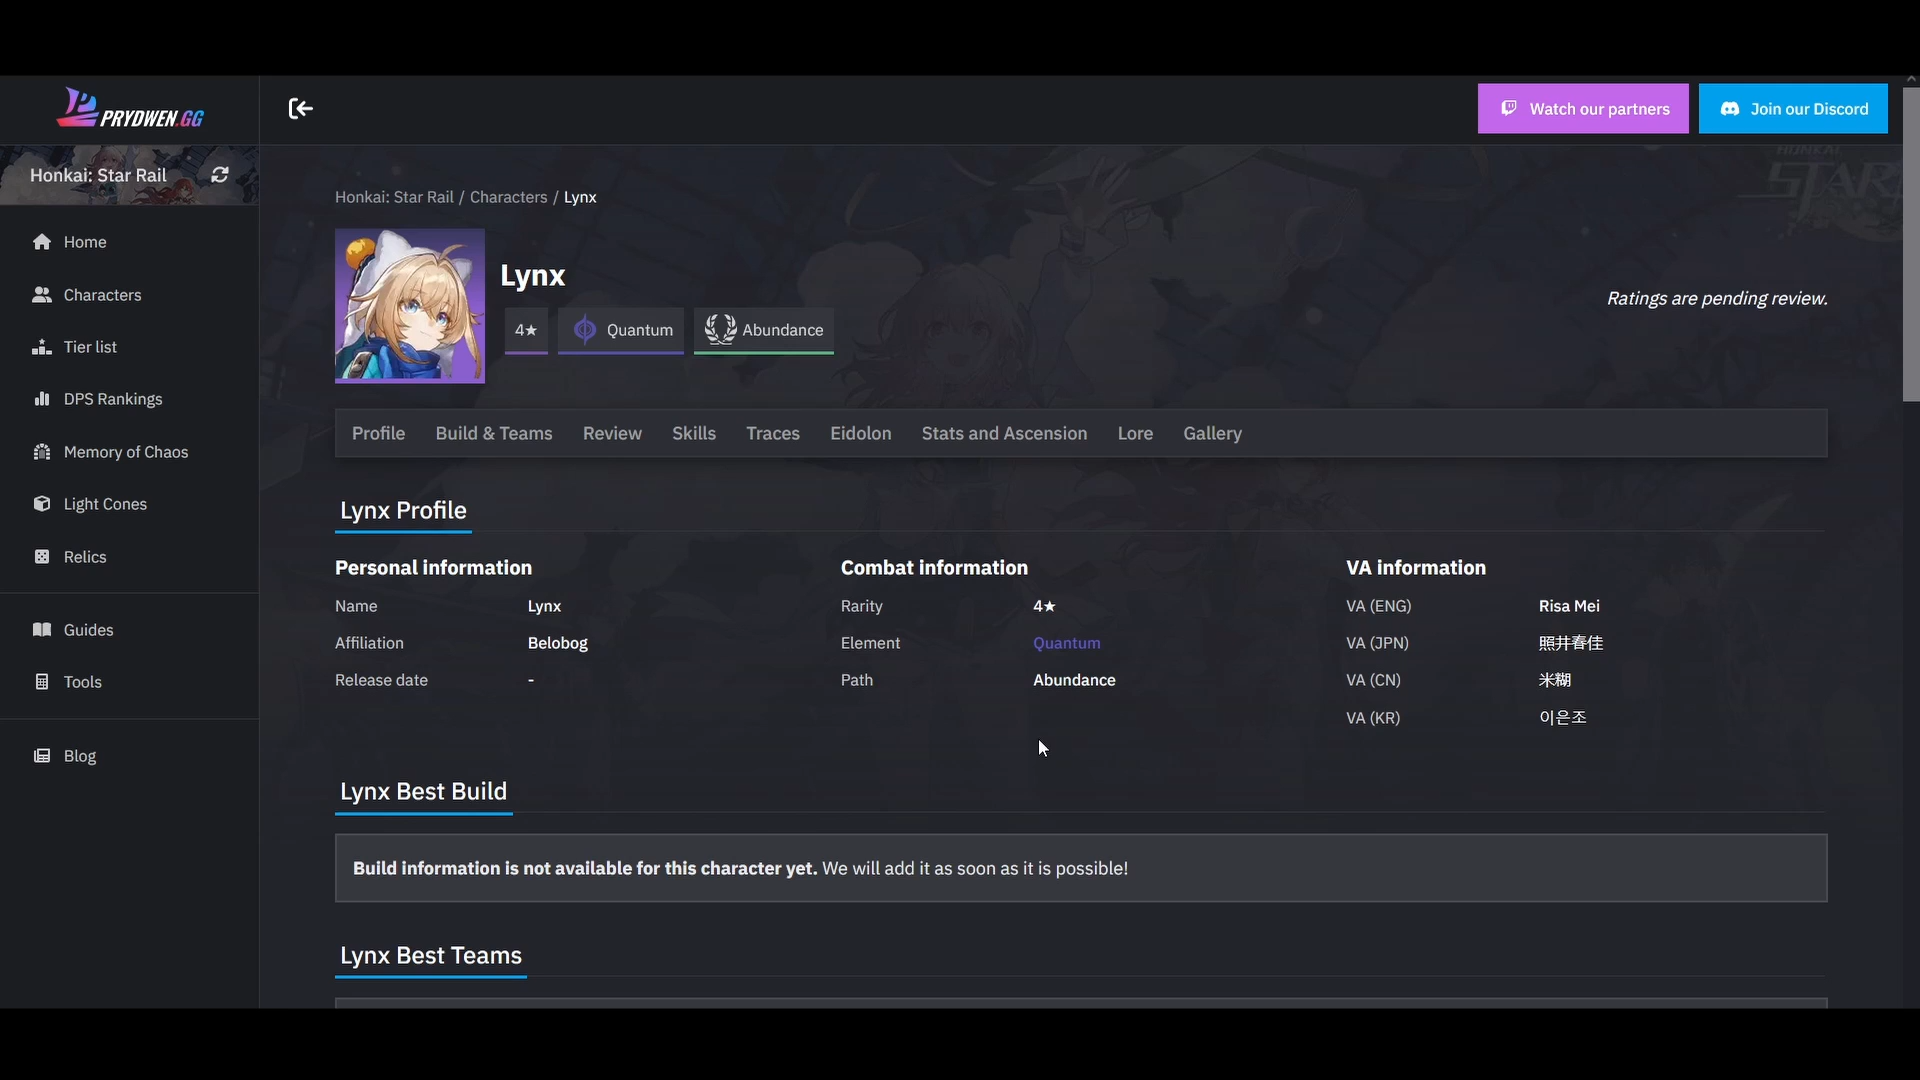 PRYDWEN.GG
Watch our partners
Join our Discord
Honkai: Star Rail
Home
Characters
Tier list
DPS Rankings
Memory of Chaos
Light Cones
Relics
Guides
Tools
Blog
HONKAI
STAR
Honkai: Star Rail / Characters / Lynx
Lynx
4★ Quantum Abundance
Ratings are pending review.
Profile Build & Teams Review Skills Traces Eidolon Stats and Ascension Lore Gallery
Lynx Profile
Personal information
Name Lynx
Affiliation Belobog
Release date -
Combat information
Rarity 4★
Element Quantum
Path Abundance
VA information
VA (ENG) Risa Mei
VA (JPN) 照井春佳
VA (CN) 米糊
VA (KR) 이은조
Lynx Best Build
Build information is not available for this character yet. We will add it as soon as it is possible!
Lynx Best Teams